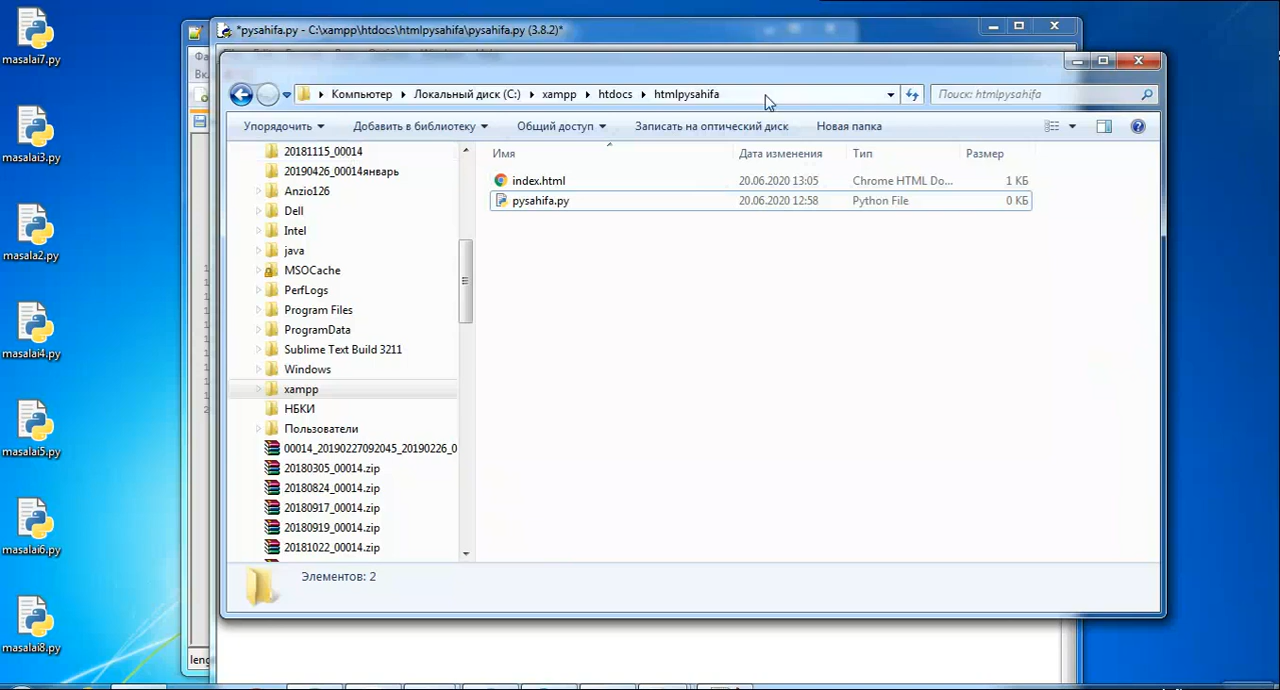 masalai7.py
masalai3.py
masala2.py
masalai4.py
masalai5.py
masalai6.py
masalai8.py
*pysahifa.py - C:\xampp\htdocs\htmlpysahifa\pysahifa.py (3.8.2)*
Компьютер
Локальный диск (C:)
xampp
htdocs
htmlpysahifa
Поиск: htmlpysahifa
Упорядочить
Добавить в библиотеку
Общий доступ
Записать на оптический диск
Новая папка
20181115_00014
20190426_00014январь
Anzio126
Dell
Intel
java
MSOCache
PerfLogs
Program Files
ProgramData
Sublime Text Build 3211
Windows
xampp
НБКИ
Пользователи
00014_20190227092045_20190226_0
20180305_00014.zip
20180824_00014.zip
20180917_00014.zip
20180919_00014.zip
20181022_00014.zip
Имя Дата изменения Тип Размер
index.html 20.06.2020 13:05 Chrome HTML Do... 1 КБ
pysahifa.py 20.06.2020 12:58 Python File 0 КБ
Элементов: 2
leng